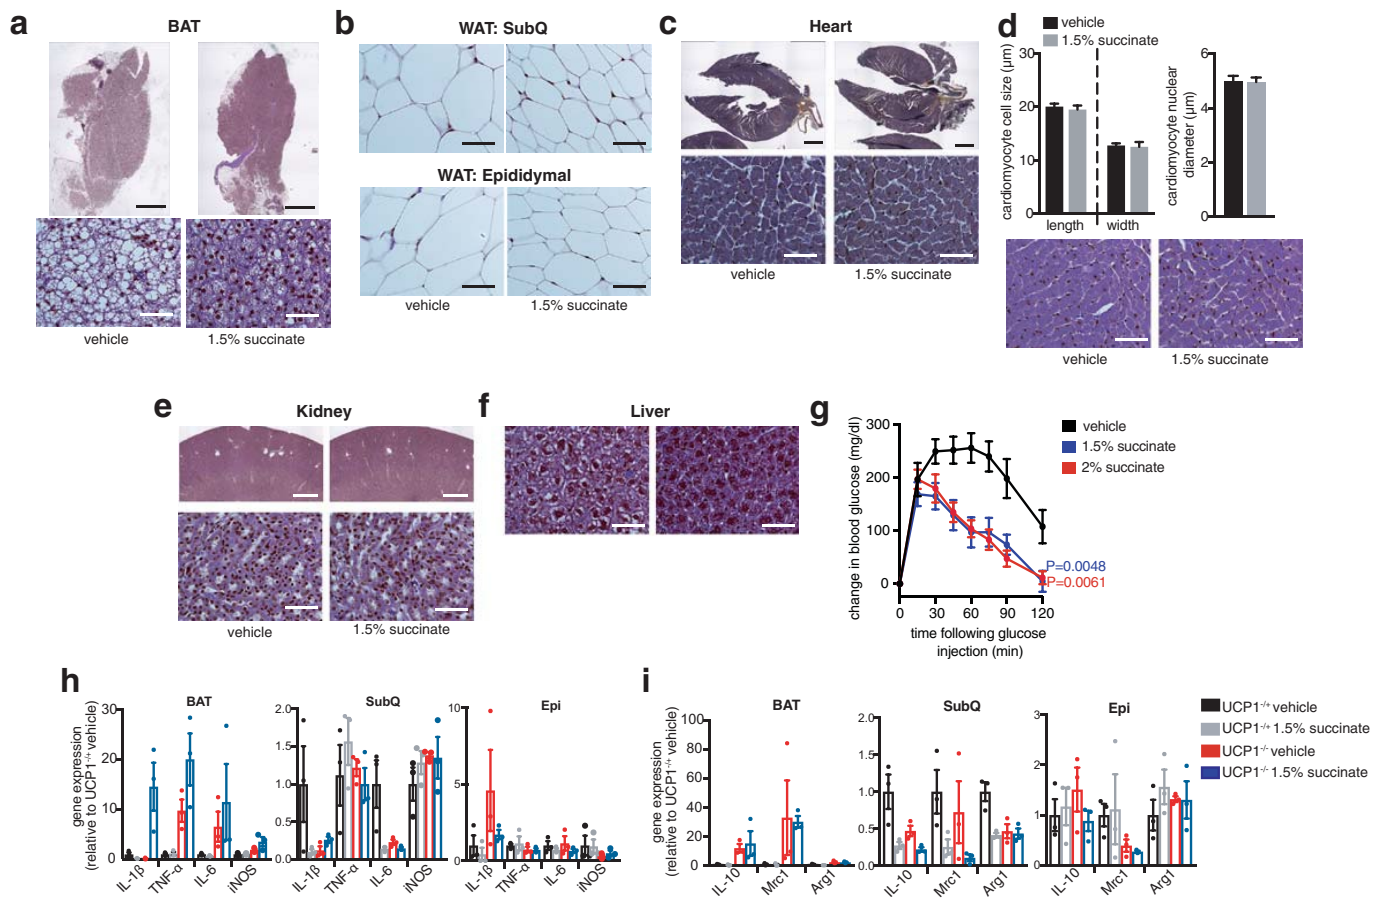 a
BAT
vehicle
1.5% succinate
b
WAT: SubQ
WAT: Epididymal
vehicle
1.5% succinate
c
Heart
vehicle
1.5% succinate
d
vehicle
1.5% succinate
cardiomyocyte cell size (μm)
30
20
10
0
length
width
cardiomyocyte nuclear
diameter (μm)
6
4
2
0
vehicle
1.5% succinate
e
Kidney
vehicle
1.5% succinate
f
Liver
g
change in blood glucose (mg/dl)
300
200
100
0
0
30
60
90
120
time following glucose
injection (min)
vehicle
1.5% succinate
2% succinate
P=0.0048
P=0.0061
h
gene expression
(relative to UCP1-/+ vehicle)
BAT
30
20
10
0
IL-1β
TNF-α
IL-6
iNOS
SubQ
2.0
1.5
1.0
0.5
0.0
IL-1β
TNF-α
IL-6
iNOS
Epi
10
5
0
IL-1β
TNF-α
IL-6
iNOS
i
gene expression
(relative to UCP1-/+ vehicle)
BAT
100
80
60
40
20
0
IL-10
Mrc1
Arg1
SubQ
2.0
1.5
1.0
0.5
0.0
IL-10
Mrc1
Arg1
Epi
3
2
1
0
IL-10
Mrc1
Arg1
UCP1-/+ vehicle
UCP1-/+ 1.5% succinate
UCP1-/- vehicle
UCP1-/- 1.5% succinate